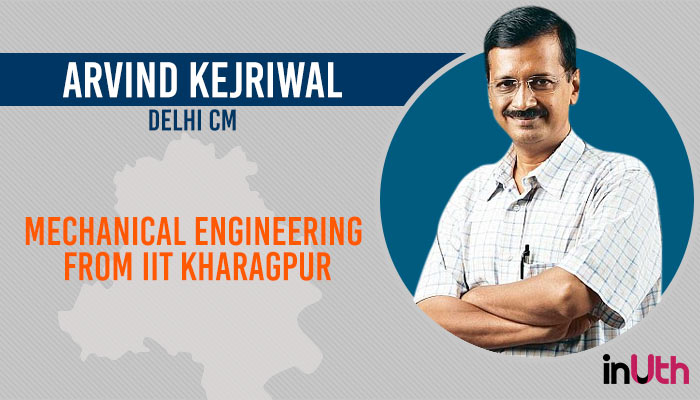 ARVIND KEJRIWAL
DELHI CM
MECHANICAL ENGINEERING
FROM IIT KHARAGPUR
inUth